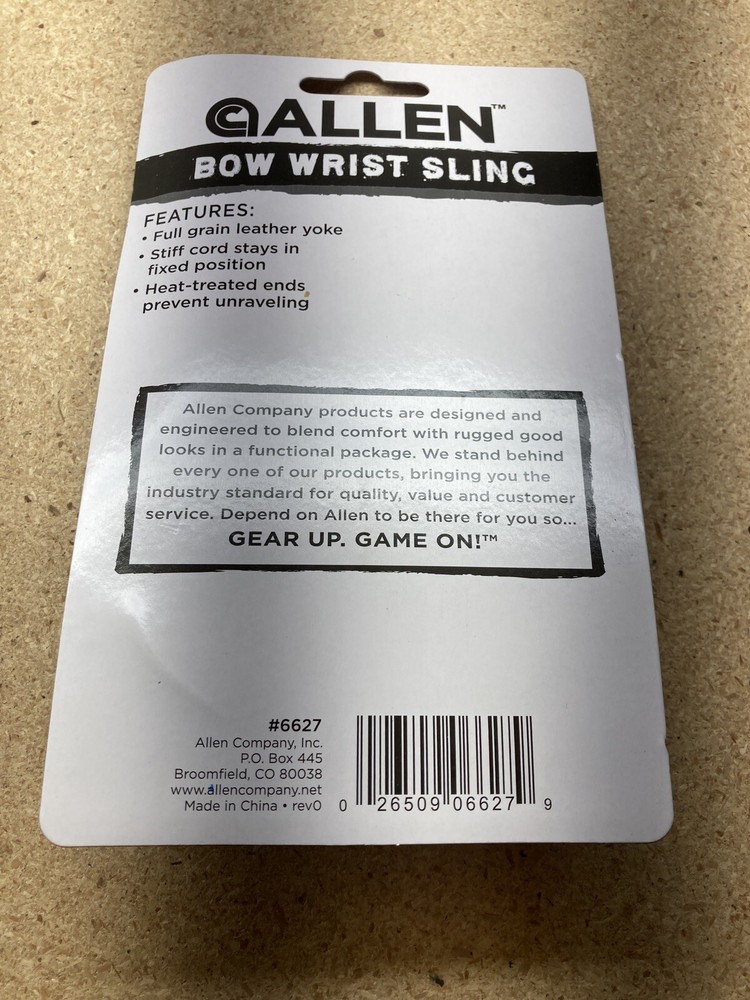 ALLEN™
BOW WRIST SLING
FEATURES:
• Full grain leather yoke
• Stiff cord stays in
fixed position
• Heat-treated ends
prevent unraveling
Allen Company products are designed and
engineered to blend comfort with rugged good
looks in a functional package. We stand behind
every one of our products, bringing you the
industry standard for quality, value and customer
service. Depend on Allen to be there for you so...
GEAR UP. GAME ON!™
#6627
Allen Company, Inc.
P.O. Box 445
Broomfield, CO 80038
www.allencompany.net
Made in China • rev0
0 26509 06627 9